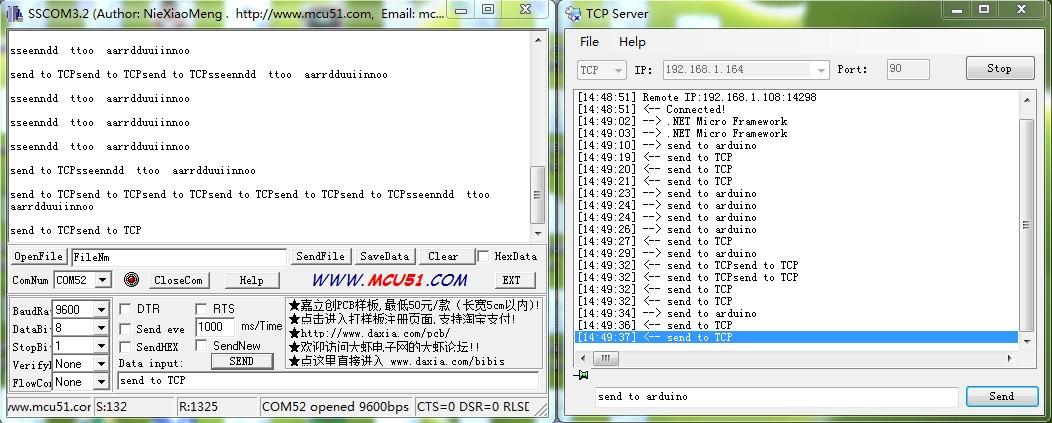 SSCOM3.2 (Author: NieXiaoMeng . http://www.mcu51.com, Email: mc...
sseenndd ttoo aarrdduuiinnoo
send to TCPsend to TCPsend to TCPsseenndd ttoo aarrdduuiinnoo
sseenndd ttoo aarrdduuiinnoo
sseenndd ttoo aarrdduuiinnoo
sseenndd ttoo aarrdduuiinnoo
send to TCPsseenndd ttoo aarrdduuiinnoo
send to TCPsend to TCPsend to TCPsend to TCPsend to TCPsseenndd ttoo
aarrdduuiinnoo
send to TCPsend to TCP
OpenFile FileNm SendFile SaveData Clear HexData
ComNum COM52 CloseCom Help WWW.MCU51.COM EXT
BaudRa 9600 DTR RTS
DataBi 8 Send eve 1000 ms/Time
StopBi 1 SendHEX SendNew
Verify None Data input: SEND
FlowCon None send to TCP
★嘉立创PCB样板,最低50元/款(长宽5cm以内)!
★点击进入打样板注册页面,支持淘宝支付!
★http://www.daxia.com/pcb/
★欢迎访问大虾电子网的大虾论坛!!
★点这里直接进入 www.daxia.com/bibis
www.mcu51.cor S:132 R:1325 COM52 opened 9600bps CTS=0 DSR=0 RLSD
TCP Server
File Help
TCP IP: 192.168.1.164 Port: 90 Stop
[14:48:51] Remote IP:192.168.1.108:14298
[14:48:51] <-- Connected!
[14:49:02] --> .NET Micro Framework
[14:49:03] --> .NET Micro Framework
[14:49:10] --> send to arduino
[14:49:19] <-- send to TCP
[14:49:20] <-- send to TCP
[14:49:21] <-- send to TCP
[14:49:23] --> send to arduino
[14:49:24] --> send to arduino
[14:49:24] --> send to arduino
[14:49:26] --> send to arduino
[14:49:27] <-- send to TCP
[14:49:29] --> send to arduino
[14:49:32] <-- send to TCPsend to TCP
[14:49:32] <-- send to TCPsend to TCP
[14:49:32] <-- send to TCP
[14:49:32] <-- send to TCP
[14:49:34] --> send to arduino
[14:49:36] <-- send to TCP
[14:49:37] <-- send to TCP
send to arduino Send